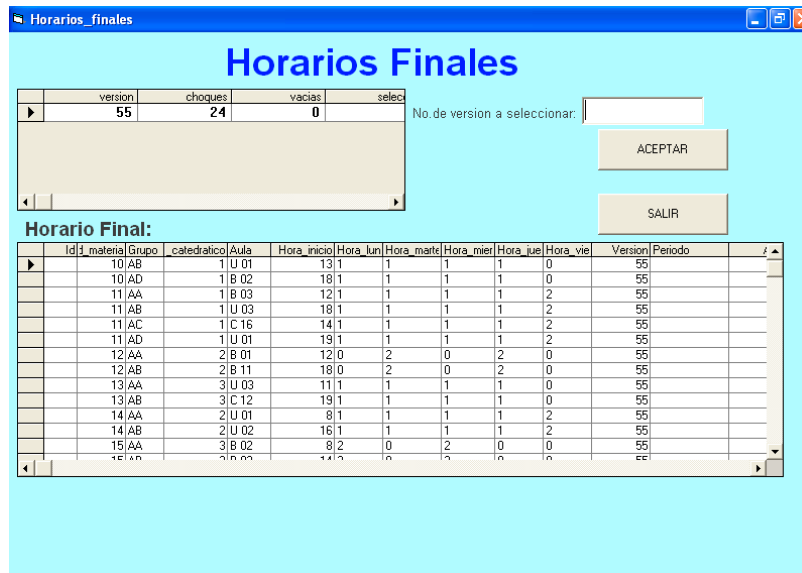 Horarios_finales
Horarios Finales
version choques vacias selec
55 24 0
No.de version a seleccionar:
ACEPTAR
SALIR
Horario Final:
Id d_materia Grupo _catedratico Aula Hora_inicio Hora_lun Hora_marte Hora_mier Hora_jue Hora_vie Version Periodo
10 AB 1 U 01 13 1 1 1 1 0 55
10 AD 1 B 02 18 1 1 1 1 0 55
11 AA 1 B 03 12 1 1 1 1 2 55
11 AB 1 U 03 18 1 1 1 1 2 55
11 AC 1 C 16 14 1 1 1 1 2 55
11 AD 1 U 01 19 1 1 1 1 2 55
12 AA 2 B 01 12 0 2 0 2 0 55
12 AB 2 B 11 18 0 2 0 2 0 55
13 AA 3 U 03 11 1 1 1 1 0 55
13 AB 3 C 12 19 1 1 1 1 0 55
14 AA 2 U 01 8 1 1 1 1 2 55
14 AB 2 U 02 16 1 1 1 1 2 55
15 AA 3 B 02 8 2 0 2 0 0 55